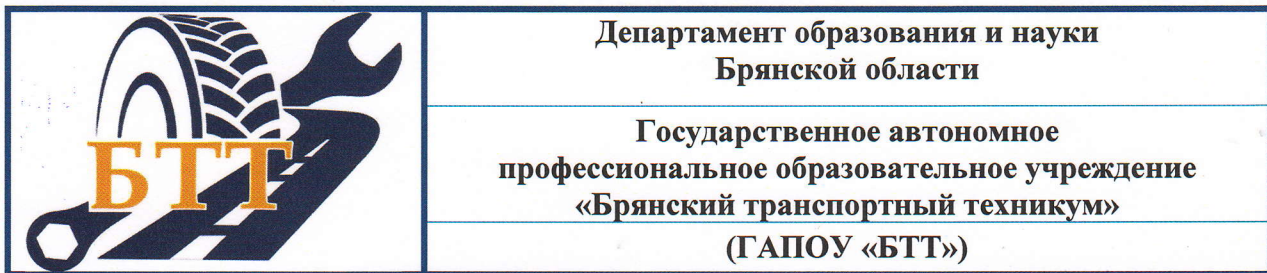 БТТ
Департамент образования и науки
Брянской области
Государственное автономное
профессиональное образовательное учреждение
«Брянский транспортный техникум»
(ГАПОУ «БТТ»)